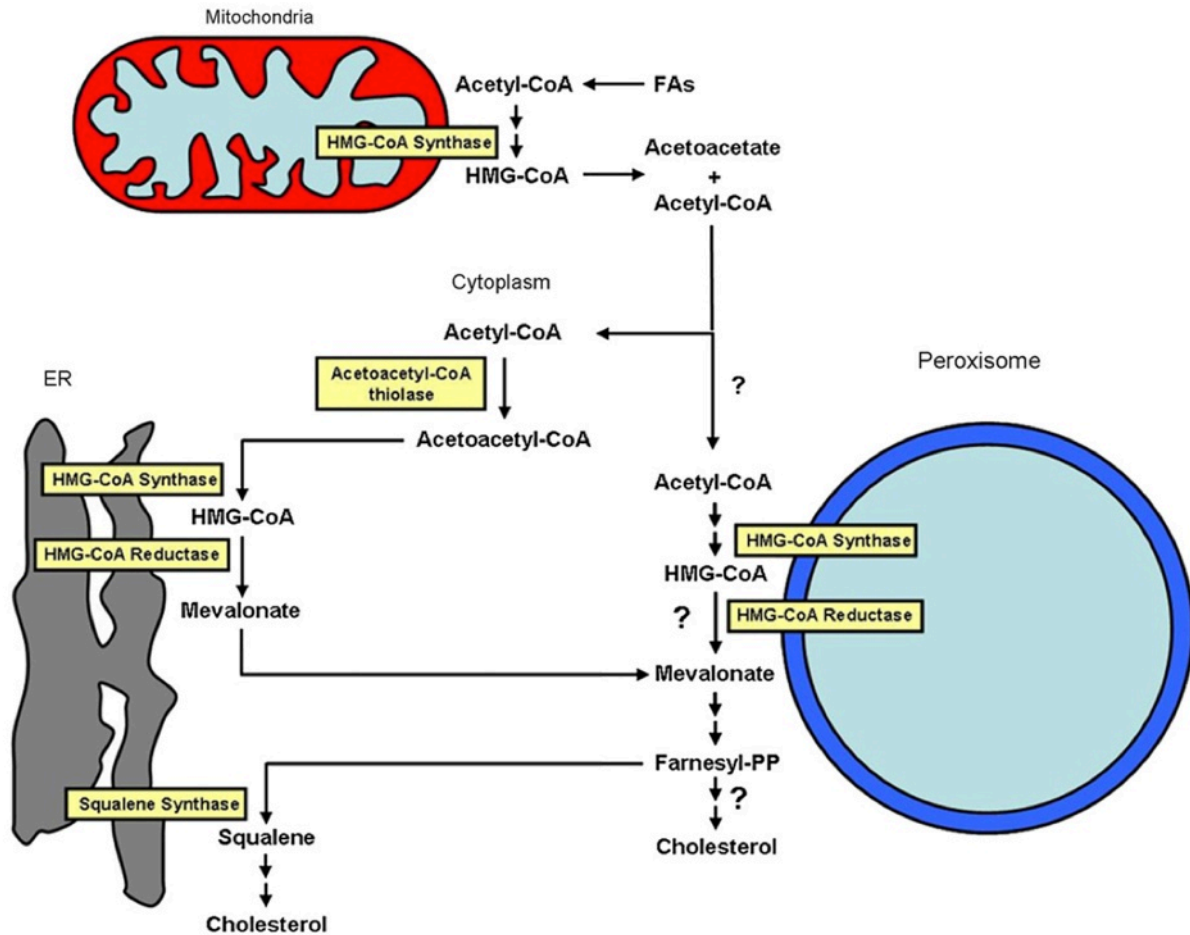 Mitochondria
Acetyl-CoA
FAs
HMG-CoA Synthase
HMG-CoA
Acetoacetate
+
Acetyl-CoA
Cytoplasm
Acetyl-CoA
?
Peroxisome
ER
Acetoacetyl-CoA
thiolase
Acetoacetyl-CoA
HMG-CoA Synthase
HMG-CoA
HMG-CoA Reductase
Mevalonate
Acetyl-CoA
HMG-CoA Synthase
HMG-CoA
?
HMG-CoA Reductase
Mevalonate
Farnesyl-PP
?
Cholesterol
Squalene Synthase
Squalene
Cholesterol